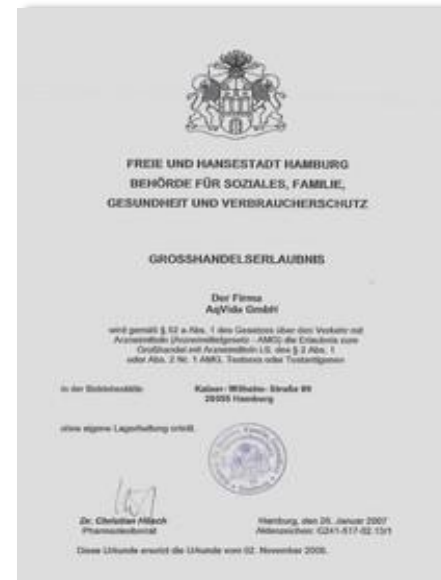 FREIE UND HANSESTADT HAMBURG
BEHÖRDE FÜR SOZIALES, FAMILIE,
GESUNDHEIT UND VERBRAUCHERSCHUTZ
GROSSHANDELSERLAUBNIS
Der Firma
AqVida GmbH
wird gemäß § 52 a Abs. 1 des Gesetzes über den Verkehr mit
Arzneimitteln (Arzneimittelgesetz - AMG) die Erlaubnis zum
Großhandel mit Arzneimitteln i.S. des § 2 Abs. 1
oder Abs. 2 Nr. 1 AMG, Testsera oder Testantigenen
in der Betriebsstätte Kaiser-Wilhelm-Straße
20355 Hamburg
ohne eigene Lagerhaltung erteilt.
Dr. Christian
Pharmaziedirektor
Hamburg, den 25. Januar 2007
Aktenzeichen:
Diese Urkunde ersetzt die Urkunde vom 02. November 2006.